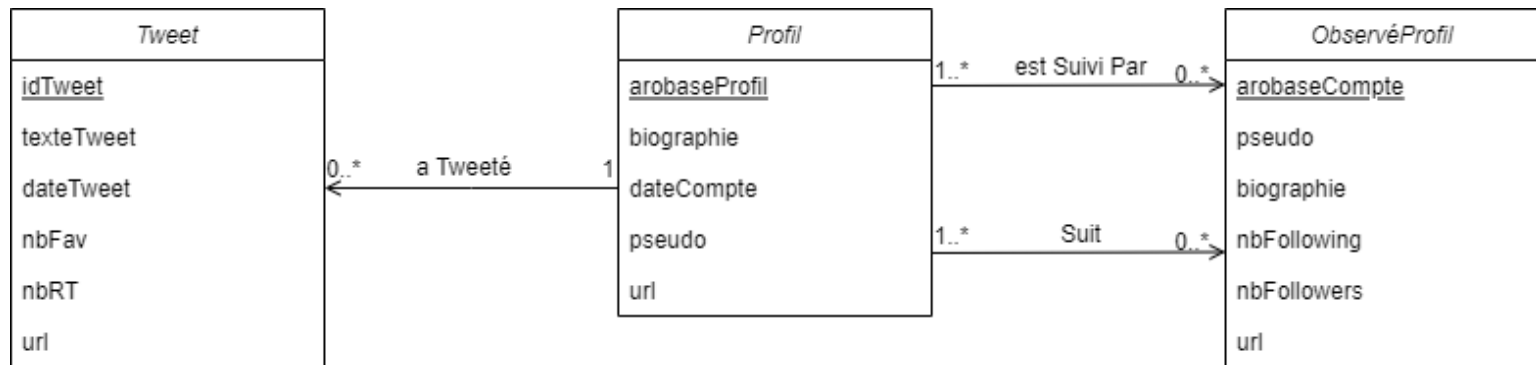 Tweet
idTweet
texteTweet
dateTweet
nbFav
nbRT
url
0..*
a Tweeté
1
Profil
arobaseProfil
biographie
dateCompte
pseudo
url
1..*
est Suivi Par
0..*
1..*
Suit
0..*
ObservéProfil
arobaseCompte
pseudo
biographie
nbFollowing
nbFollowers
url